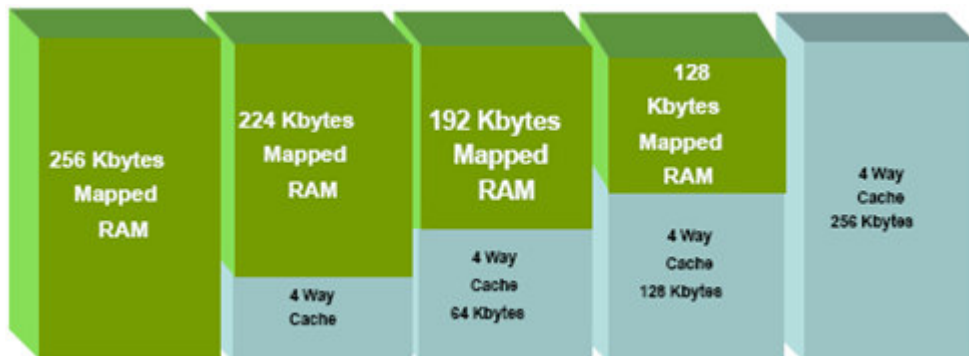 256 Kbytes
Mapped
RAM
224 Kbytes
Mapped
RAM
4 Way
Cache
192 Kbytes
Mapped
RAM
4 Way
Cache
64 Kbytes
128
Kbytes
Mapped
RAM
4 Way
Cache
128 Kbytes
4 Way
Cache
256 Kbytes